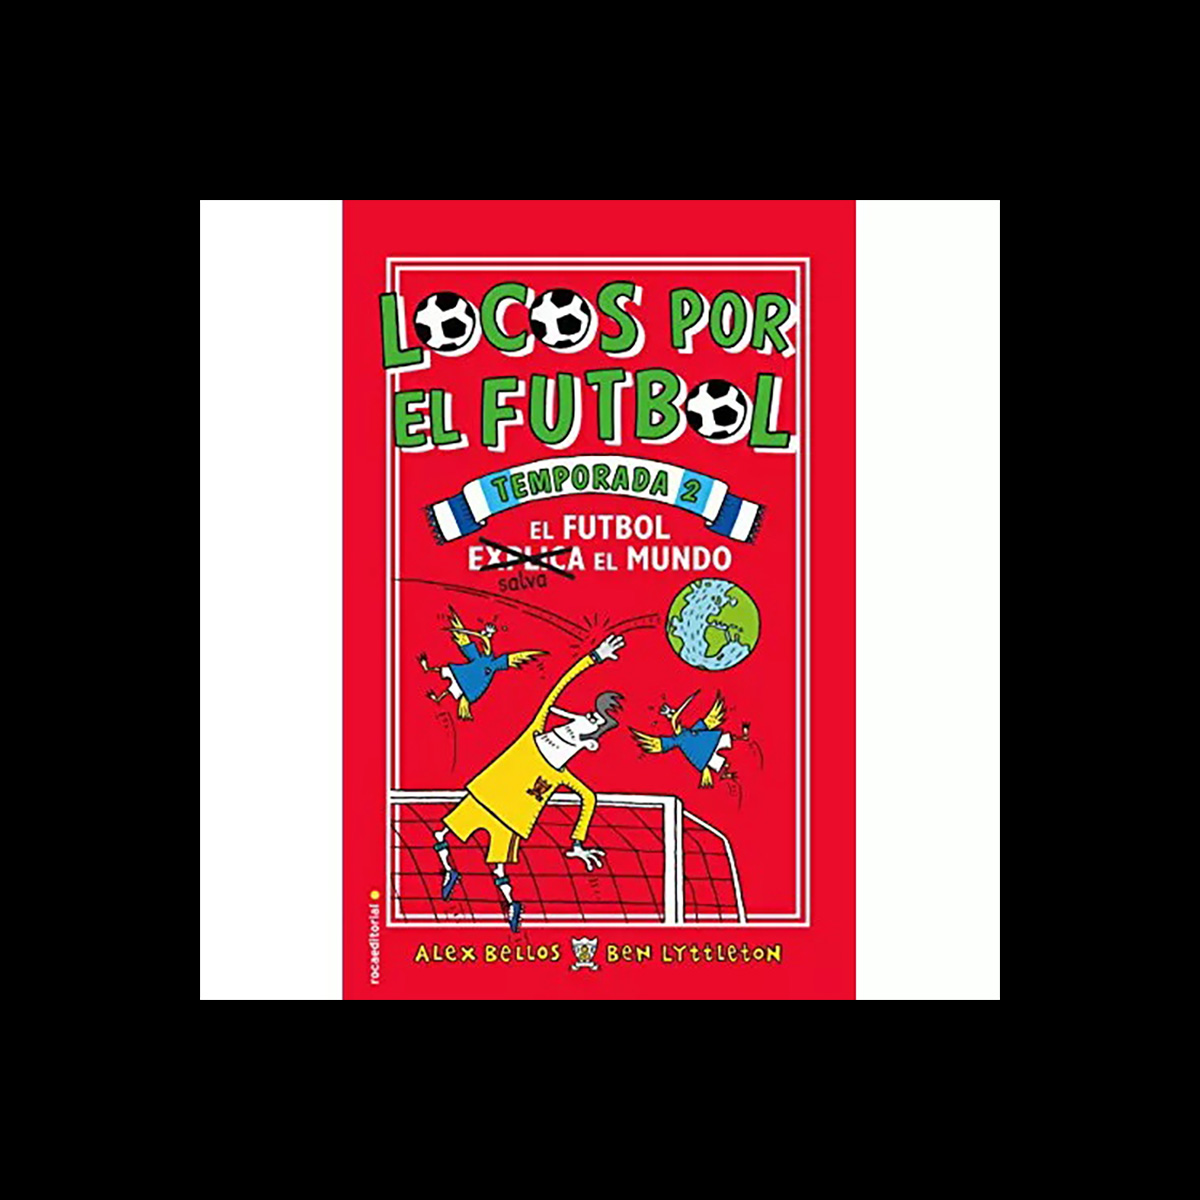 LOCOS POR
EL FUTBOL
TEMPORADA 2
EL FUTBOL
EXPLICA EL MUNDO
salva
ALEX BELLOS BEN LYTTLETON
rocaeditorial